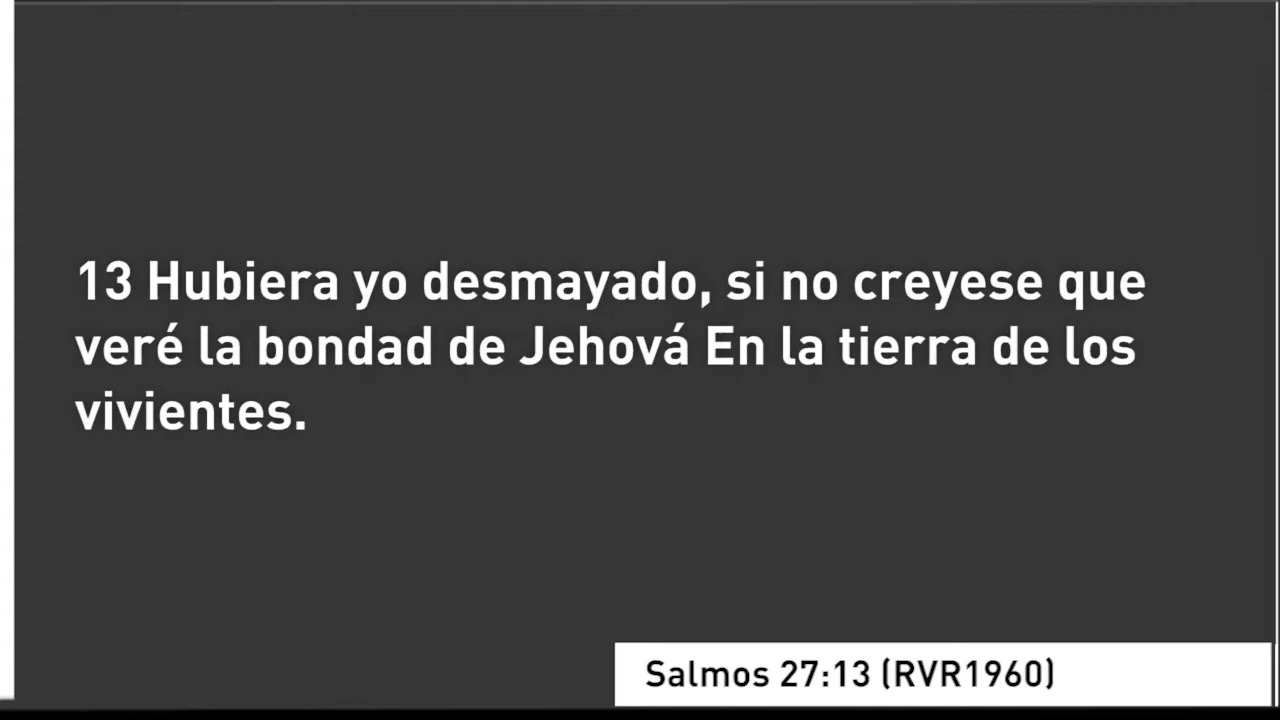 13 Hubiera yo desmayado, si no creyese que
veré la bondad de Jehová En la tierra de los
vivientes.
Salmos 27:13 (RVR1960)